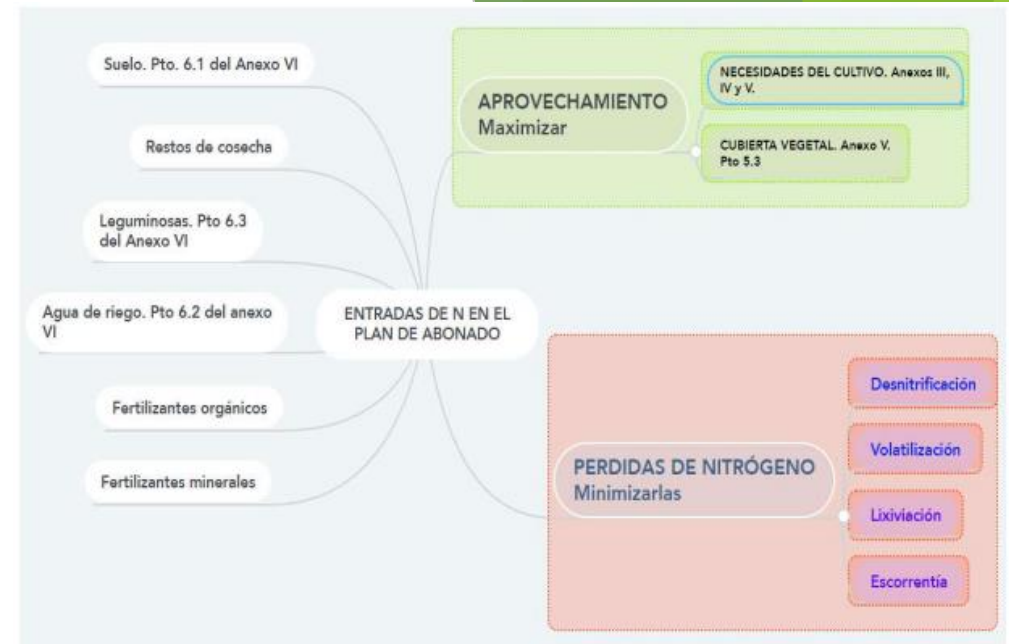 Suelo. Pto. 6.1 del Anexo VI
Restos de cosecha
Leguminosas. Pto 6.3
del Anexo VI
Agua de riego. Pto 6.2 del anexo
VI
Fertilizantes orgánicos
Fertilizantes minerales
ENTRADAS DE N EN EL
PLAN DE ABONADO
APROVECHAMIENTO
Maximizar
NECESIDADES DEL CULTIVO. Anexos III,
IV y V.
CUBIERTA VEGETAL. Anexo V.
Pto 5.3
PERDIDAS DE NITRÓGENO
Minimizarlas
Desnitrificación
Volatilización
Lixiviación
Escorrentía